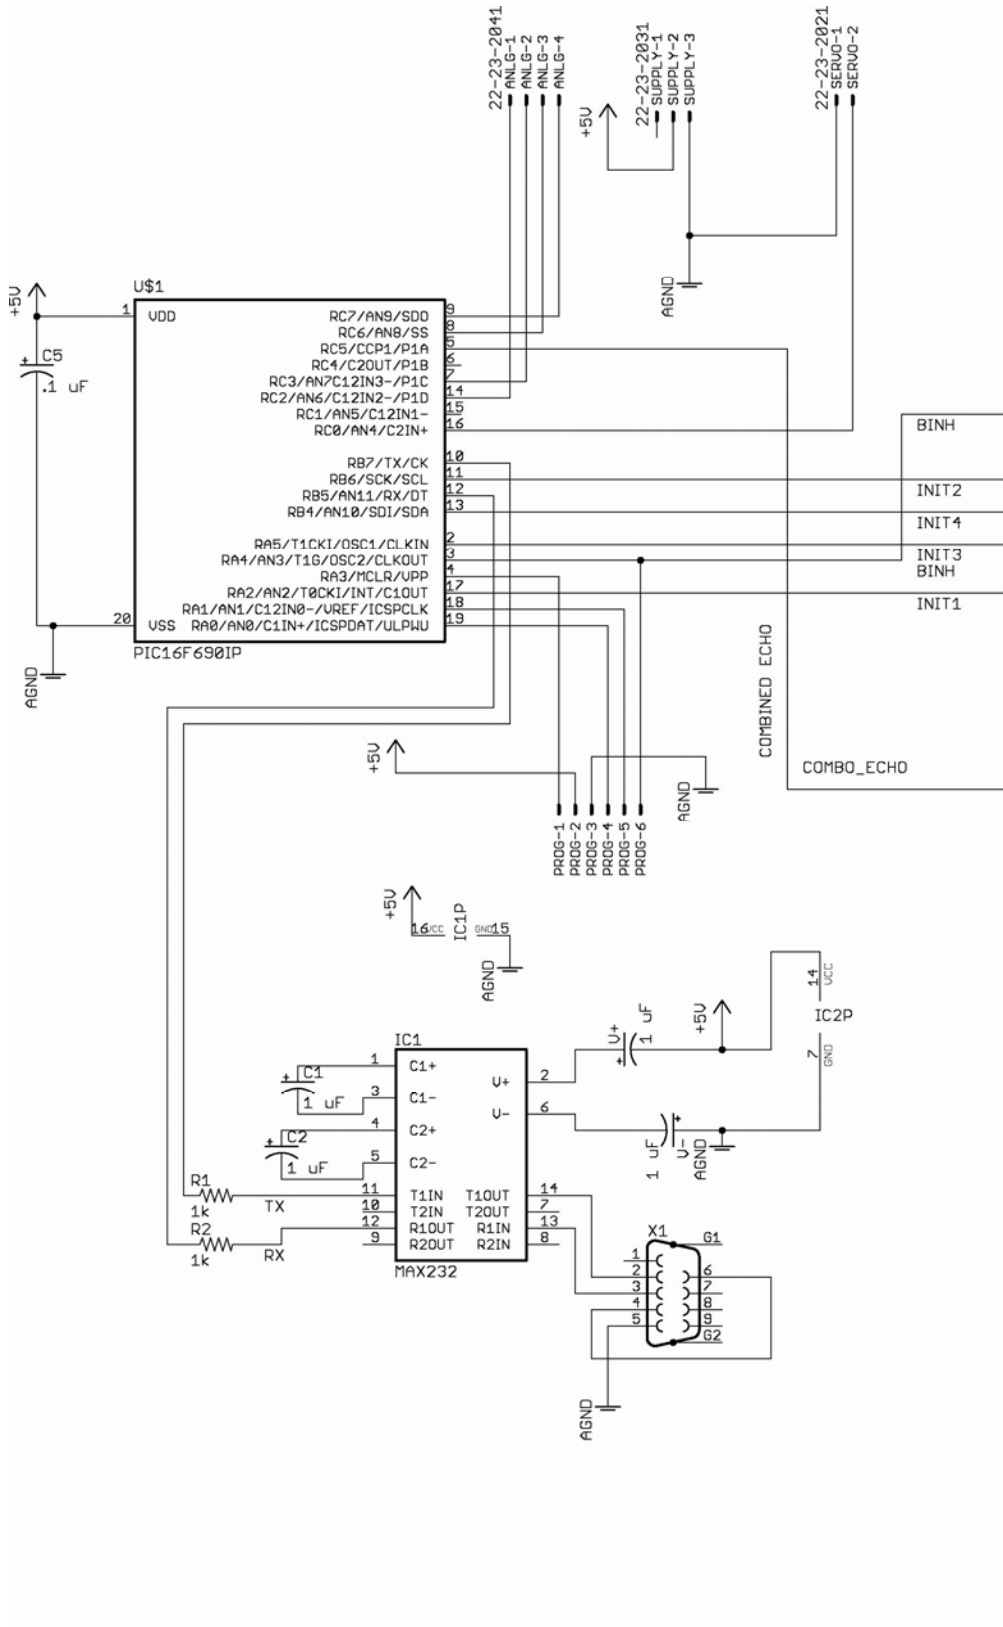 22-23-2041
ANLG-1
ANLG-2
ANLG-3
ANLG-4
+5V
22-23-2031
SUPPLY-1
SUPPLY-2
SUPPLY-3
22-23-2021
SERVO-1
SERVO-2
AGND
+5V
U$1
1 VDD
C5
.1 uF
20 VSS
AGND
RC7/AN9/SDO 9
RC6/AN8/SS 8
RC5/CCP1/P1A 5
RC4/C2OUT/P1B 6
RC3/AN7C12IN3-/P1C 7
RC2/AN6/C12IN2-/P1D 14
RC1/AN5/C12IN1- 15
RC0/AN4/C2IN+ 16
RB7/TX/CK 10
RB6/SCK/SCL 11
RB5/AN11/RX/DT 12
RB4/AN10/SDI/SDA 13
RA5/T1CKI/OSC1/CLKIN 2
RA4/AN3/T1G/OSC2/CLKOUT 3
RA3/MCLR/VPP 4
RA2/AN2/T0CKI/INT/C1OUT 17
RA1/AN1/C12IN0-/VREF/ICSPCLK 18
RA0/AN0/C1IN+/ICSPDAT/ULPWU 19
PIC16F690IP
BINH
INIT2
INIT4
INIT3
BINH
INIT1
COMBINED ECHO
COMBO_ECHO
+5V
AGND
PROG-1
PROG-2
PROG-3
PROG-4
PROG-5
PROG-6
+5V
16 VCC
IC1P
GND 15
AGND
14 VCC
IC2P
7 GND
+5V
V+
1 uF
1 uF
V-
AGND
IC1
1 C1+
3 C1-
4 C2+
5 C2-
11 T1IN
10 T2IN
12 R1OUT
9 R2OUT
V+ 2
V- 6
T1OUT 14
T2OUT 7
R1IN 13
R2IN 8
MAX232
C1
1 uF
C2
1 uF
R1
1k
TX
R2
1k
RX
X1
G1
1
2
3
4
5
6
7
8
9
G2
AGND